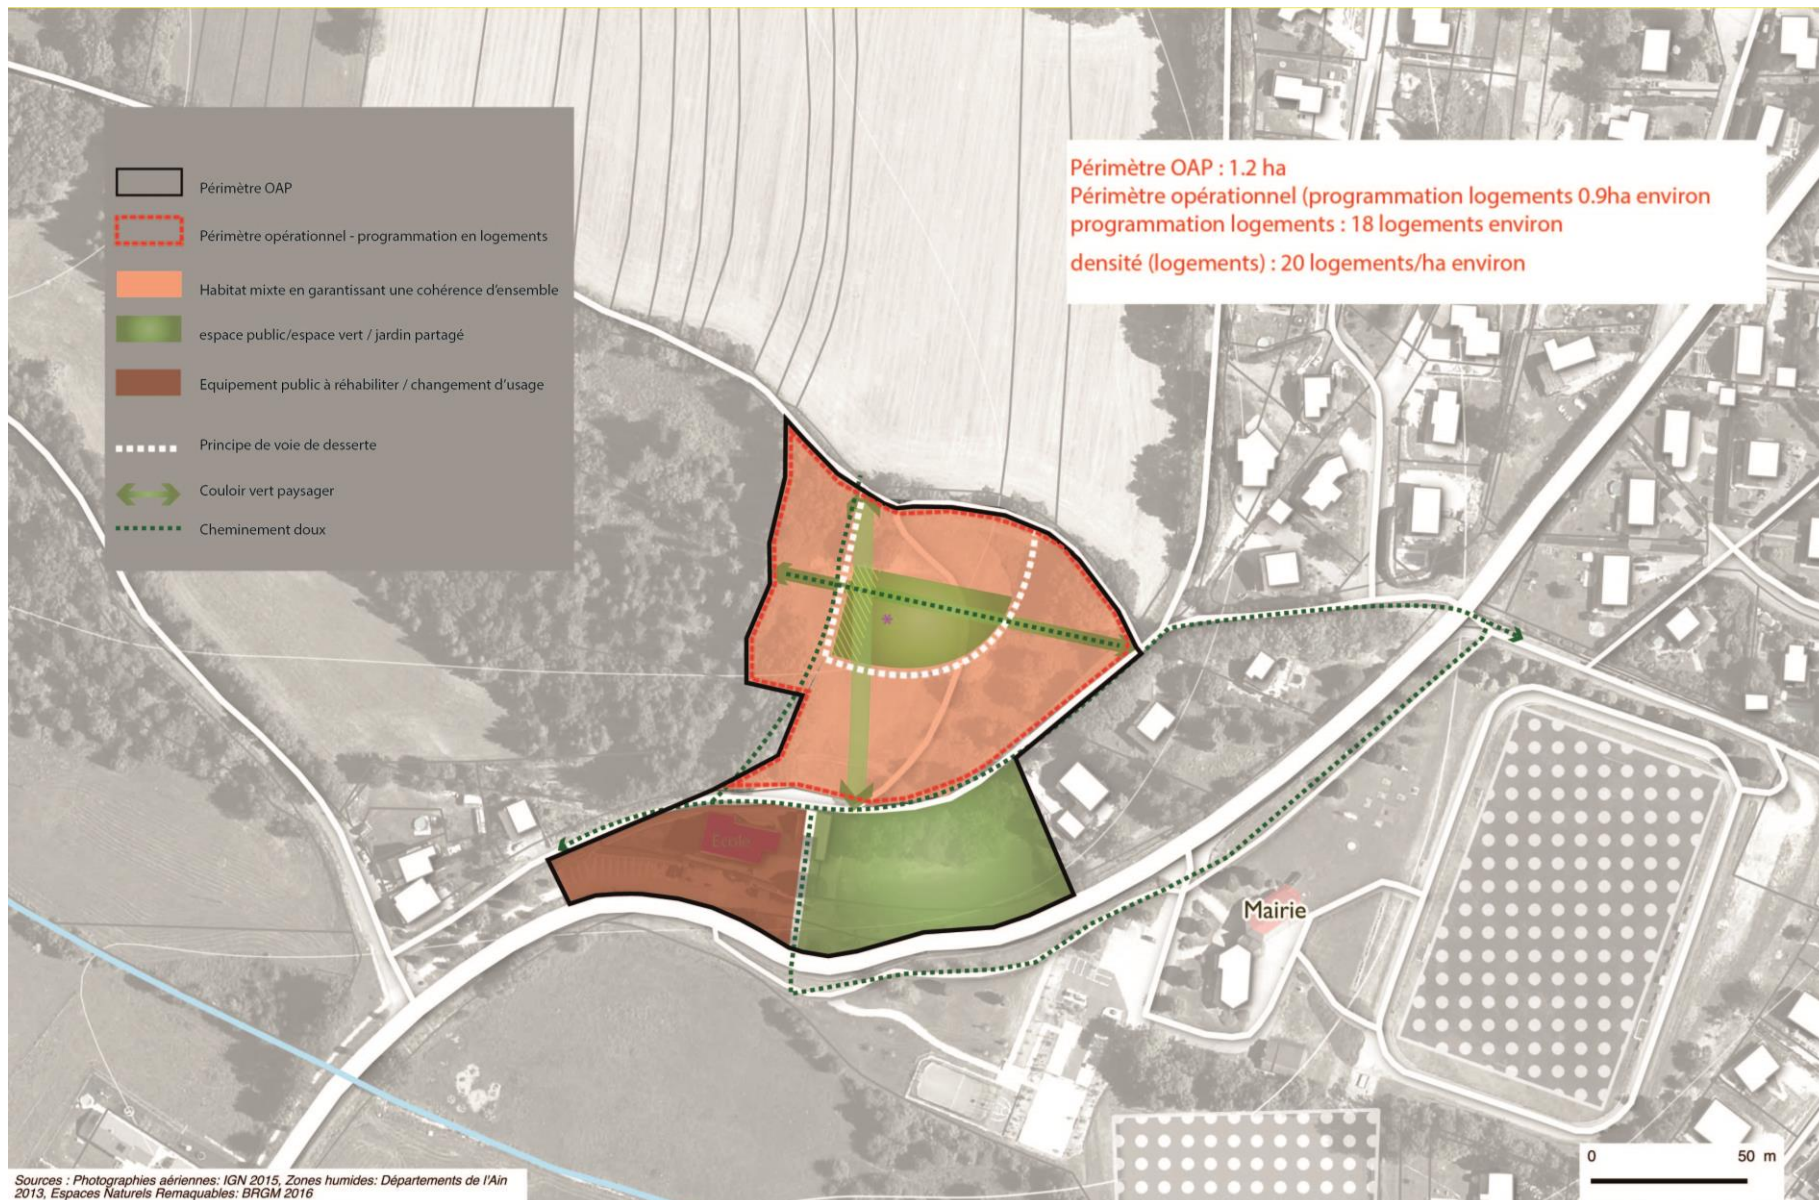 Périmètre OAP
Périmètre opérationnel - programmation en logements
Habitat mixte en garantissant une cohérence d'ensemble
espace public/espace vert / jardin partagé
Equipement public à réhabiliter / changement d'usage
Principe de voie de desserte
Couloir vert paysager
Cheminement doux
Périmètre OAP : 1.2 ha
Périmètre opérationnel (programmation logements 0.9ha environ
programmation logements : 18 logements environ
densité (logements) : 20 logements/ha environ
*
Ecole
Mairie
0 50 m
Sources : Photographies aériennes: IGN 2015, Zones humides: Départements de l'Ain
2013, Espaces Naturels Remaquables: BRGM 2016